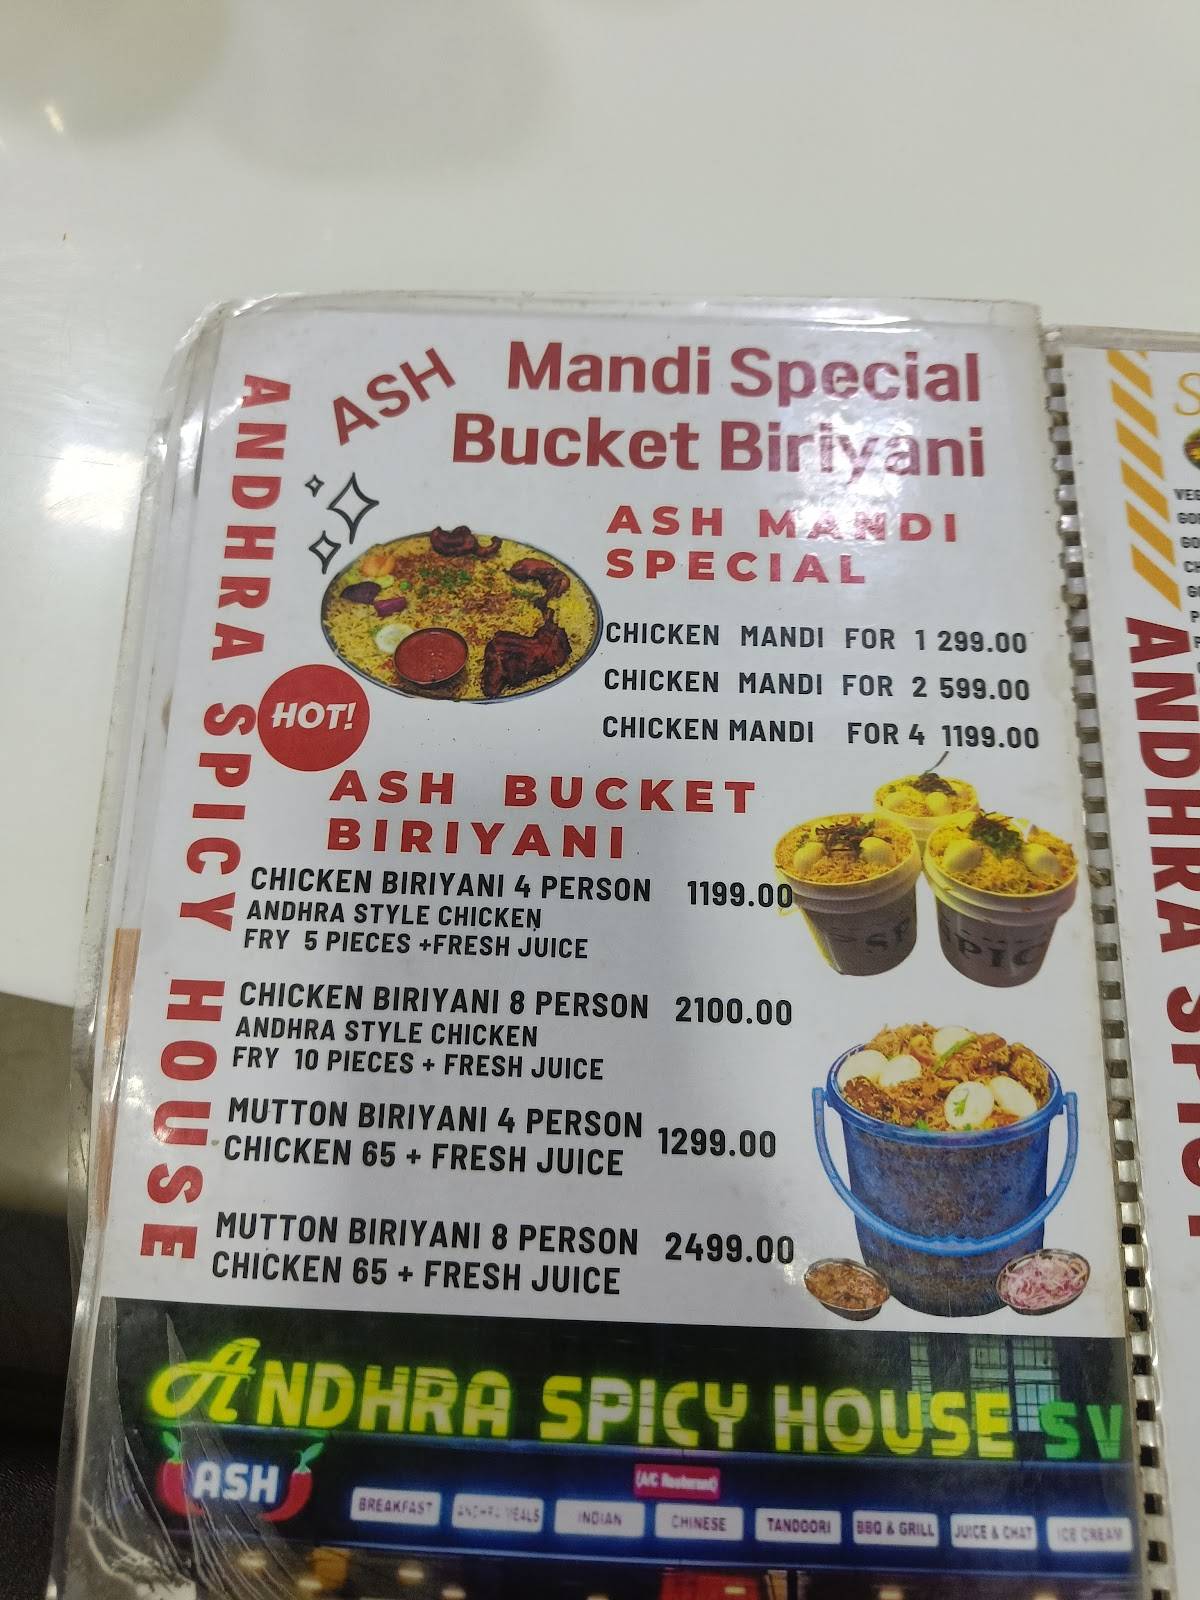 ASH Mandi Special
Bucket Biriyani
ANDHRA SPICY HOUSE
ASH MANDI
SPECIAL
CHICKEN MANDI FOR 1 299.00
CHICKEN MANDI FOR 2 599.00
CHICKEN MANDI FOR 4 1199.00
HOT!
ASH BUCKET
BIRIYANI
CHICKEN BIRIYANI 4 PERSON 1199.00
ANDHRA STYLE CHICKEN
FRY 5 PIECES +FRESH JUICE
CHICKEN BIRIYANI 8 PERSON 2100.00
ANDHRA STYLE CHICKEN
FRY 10 PIECES + FRESH JUICE
MUTTON BIRIYANI 4 PERSON 1299.00
CHICKEN 65 + FRESH JUICE
MUTTON BIRIYANI 8 PERSON 2499.00
CHICKEN 65 + FRESH JUICE
ANDHRA SPICY HOUSE SV
ASH
(A/C Restaurant)
BREAKFAST ANDHRA MEALS INDIAN CHINESE TANDOORI BBQ & GRILL JUICE & CHAT ICE CREAM
ANDHRA SPICY